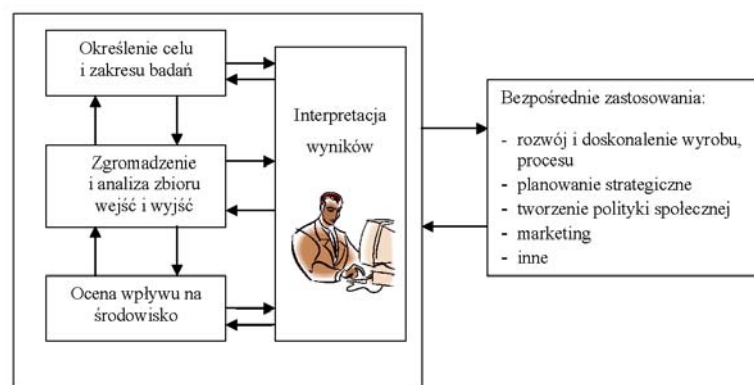 Określenie celu
i zakresu badań
Zgromadzenie
i analiza zbioru
wejść i wyjść
Ocena wpływu na
środowisko
Interpretacja
wyników
Bezpośrednie zastosowania:
- rozwój i doskonalenie wyrobu,
procesu
- planowanie strategiczne
- tworzenie polityki społecznej
- marketing
- inne